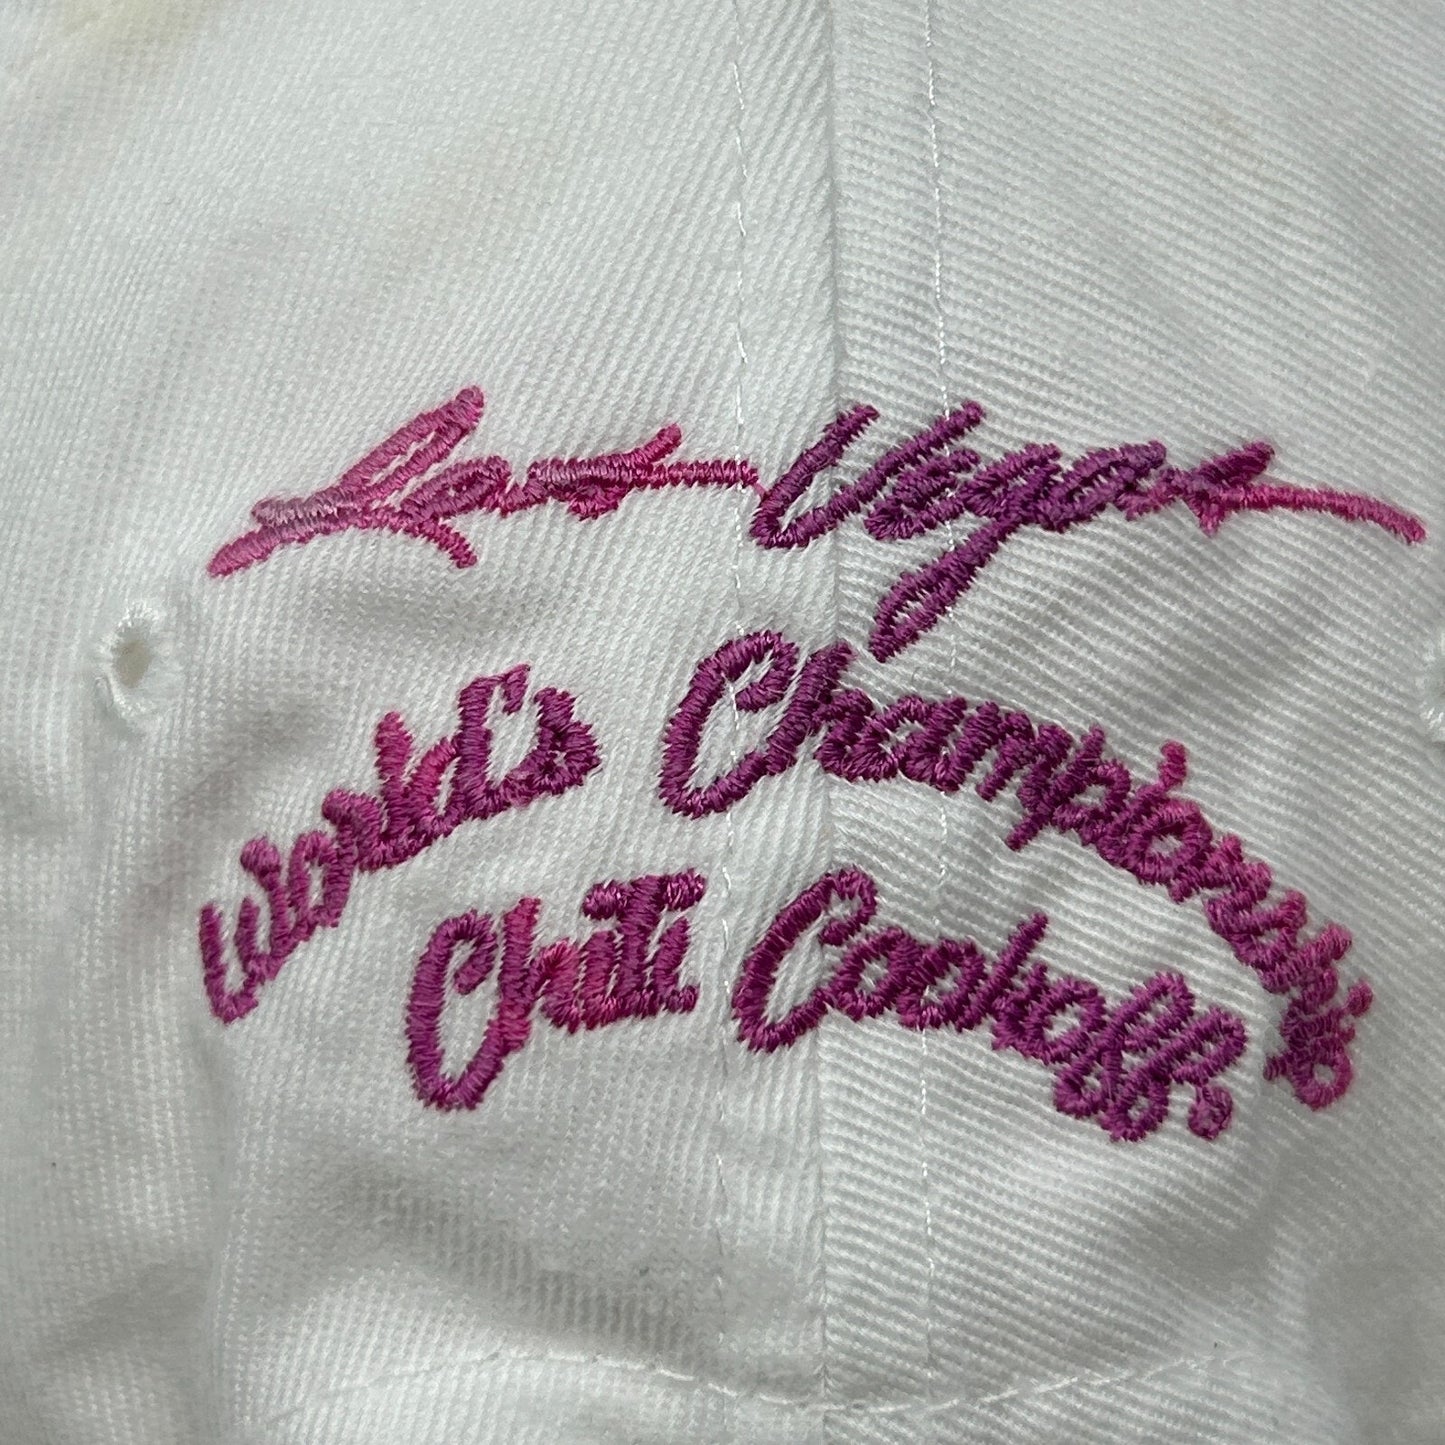 Las Vegas
World's Championship
Chili Cookoff.